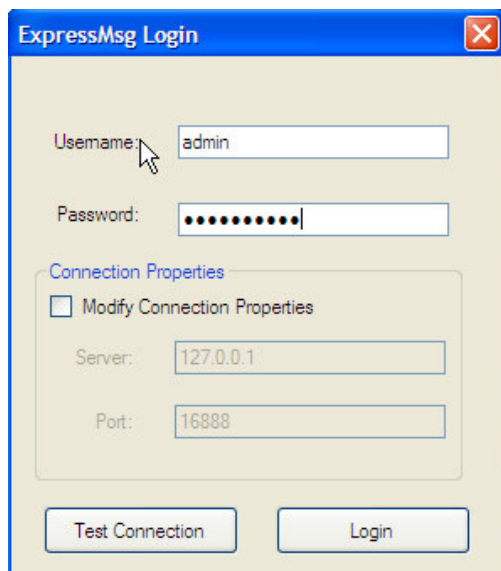 ExpressMsg Login
Username: admin
Password: ••••••••••
Connection Properties
Modify Connection Properties
Server: 127.0.0.1
Port: 16888
Test Connection Login